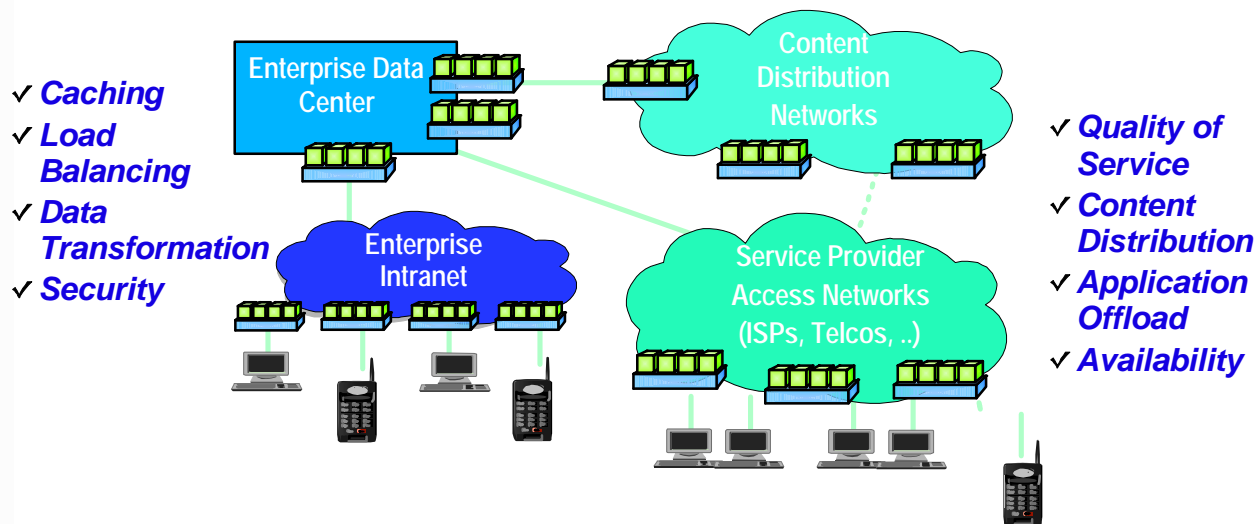 Caching
Load
Balancing
Data
Transformation
Security
Enterprise Data
Center
Content
Distribution
Networks
Enterprise
Intranet
Service Provider
Access Networks
(ISPs, Telcos, ..)
Quality of
Service
Content
Distribution
Application
Offload
Availability